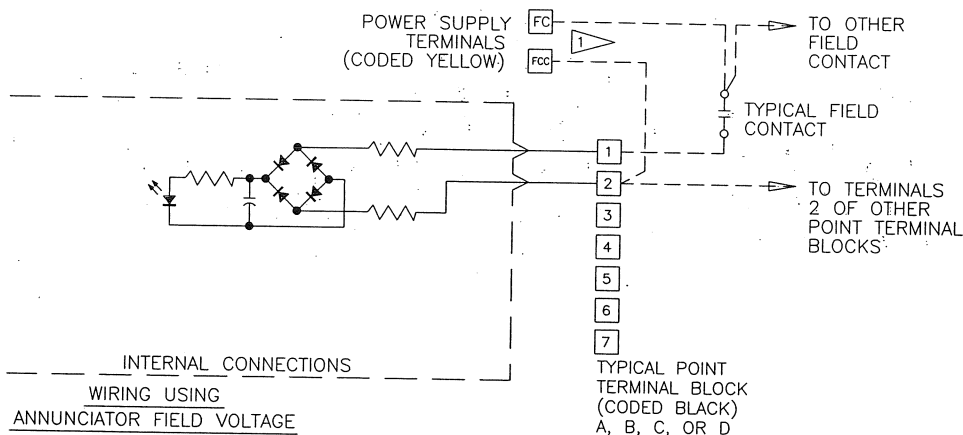 POWER SUPPLY
TERMINALS
(CODED YELLOW)
FC
1
FCC
TO OTHER
FIELD
CONTACT
TYPICAL FIELD
CONTACT
1
2
3
4
5
6
7
TO TERMINALS
2 OF OTHER
POINT TERMINAL
BLOCKS
INTERNAL CONNECTIONS
WIRING USING
ANNUNCIATOR FIELD VOLTAGE
TYPICAL POINT
TERMINAL BLOCK
(CODED BLACK)
A, B, C, OR D